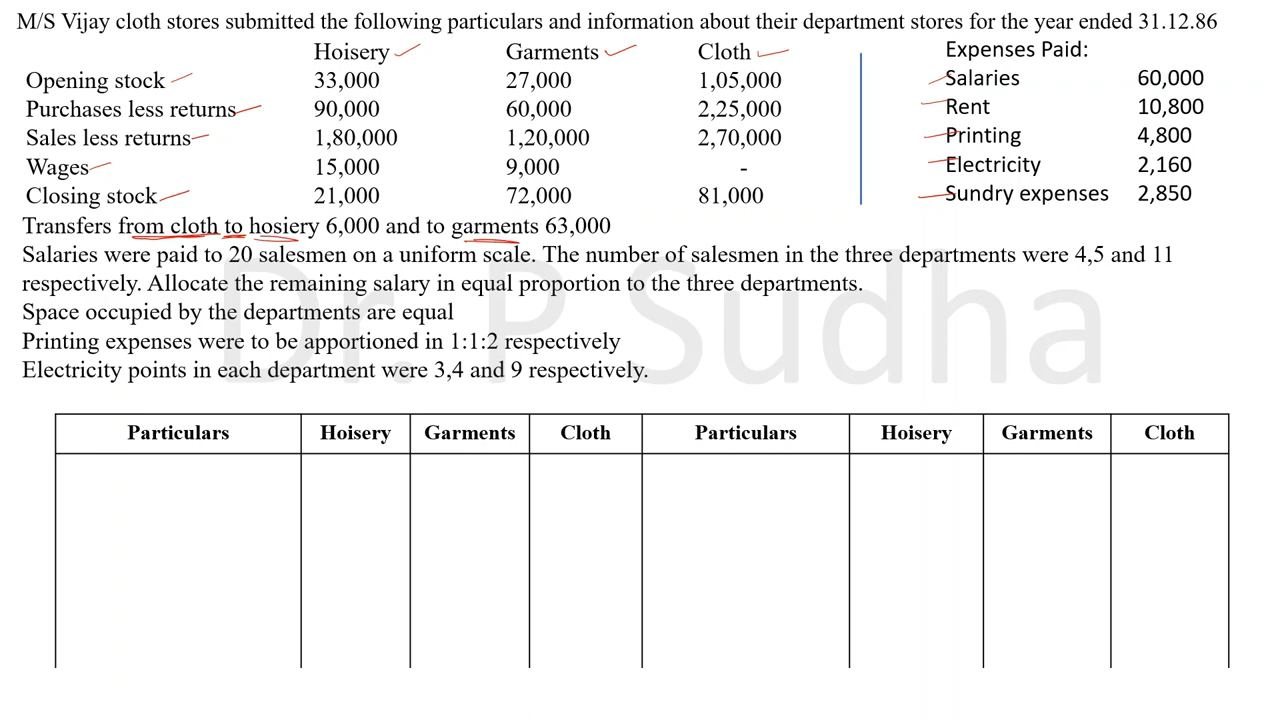 M/S Vijay cloth stores submitted the following particulars and information about their department stores for the year ended 31.12.86
Hoisery Garments Cloth
Opening stock 33,000 27,000 1,05,000
Purchases less returns 90,000 60,000 2,25,000
Sales less returns 1,80,000 1,20,000 2,70,000
Wages 15,000 9,000 -
Closing stock 21,000 72,000 81,000
Expenses Paid:
Salaries 60,000
Rent 10,800
Printing 4,800
Electricity 2,160
Sundry expenses 2,850
Transfers from cloth to hosiery 6,000 and to garments 63,000
Salaries were paid to 20 salesmen on a uniform scale. The number of salesmen in the three departments were 4,5 and 11
respectively. Allocate the remaining salary in equal proportion to the three departments.
Space occupied by the departments are equal
Printing expenses were to be apportioned in 1:1:2 respectively
Electricity points in each department were 3,4 and 9 respectively.
Dr. P Sudha
Particulars Hoisery Garments Cloth Particulars Hoisery Garments Cloth